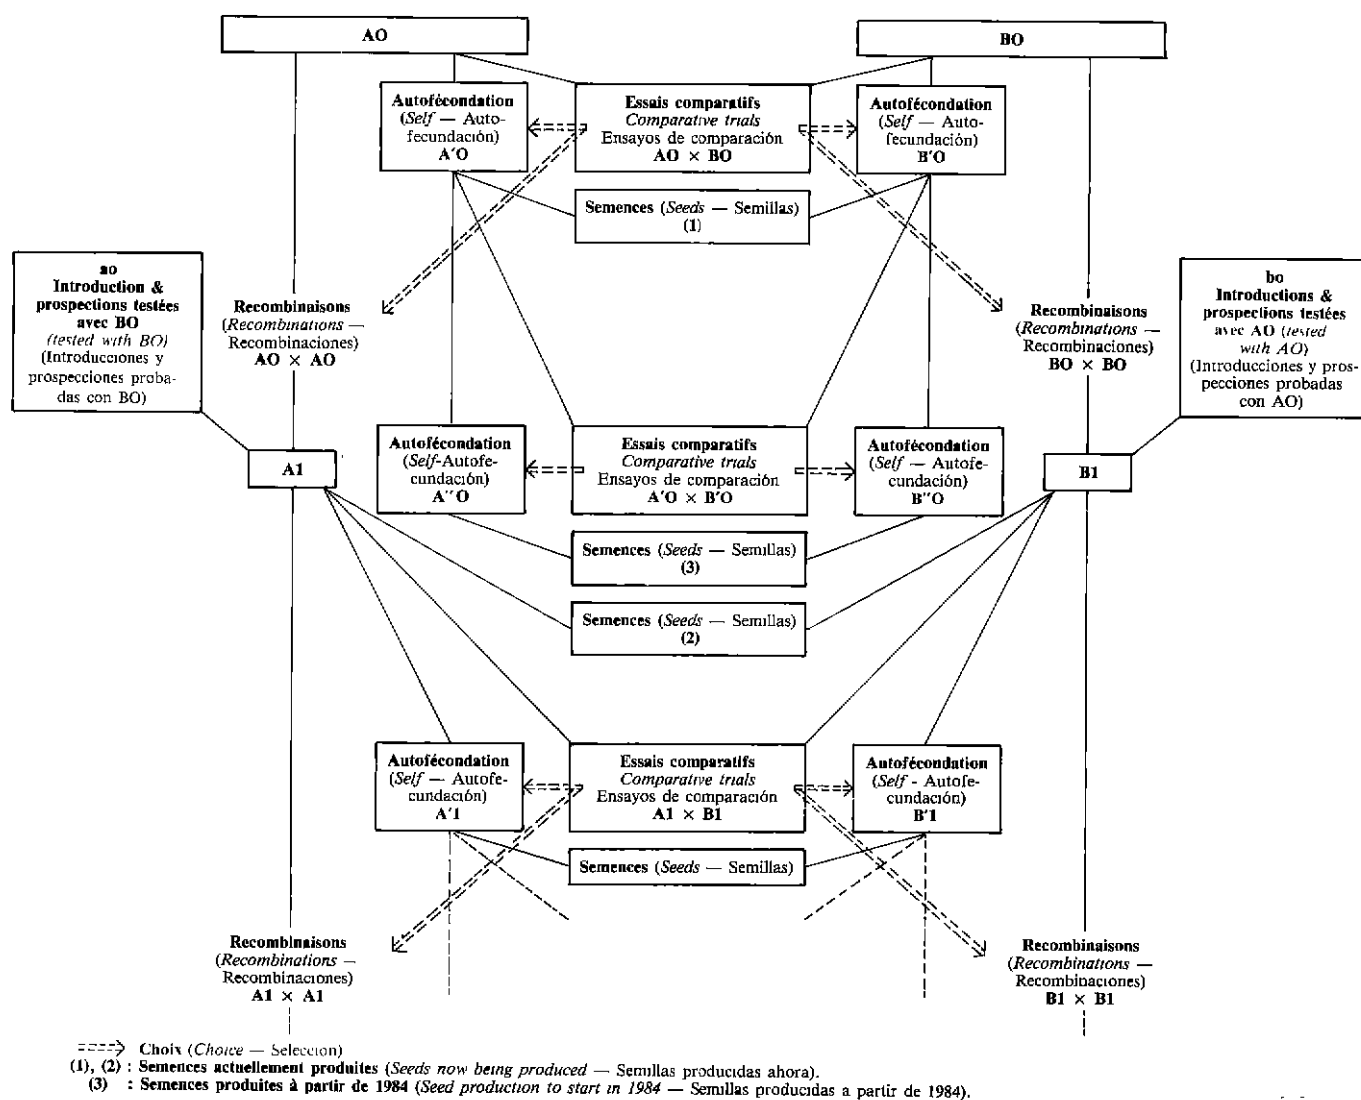 AO
BO
Autofécondation
(Self — Auto-
fecundación)
A'O
Essais comparatifs
Comparative trials
Ensayos de comparación
AO × BO
Autofécondation
(Self — Auto-
fecundación)
B'O
Semences (Seeds — Semillas)
(1)
ao
Introduction &
prospections testées
avec BO
(tested with BO)
(Introducciones y
prospecciones proba-
das con BO)
Recombinaisons
(Recombinations —
Recombinaciones)
AO × AO
Recombinaisons
(Recombinations —
Recombinaciones)
BO × BO
bo
Introductions &
prospections testées
avec AO (tested
with AO)
(Introducciones y pros-
pecciones probadas
con AO)
A1
Autofécondation
(Self-Autofe-
cundación)
A''O
Essais comparatifs
Comparative trials
Ensayos de comparación
A'O × B'O
Autofécondation
(Self — Autofe-
cundación)
B''O
B1
Semences (Seeds — Semillas)
(3)
Semences (Seeds — Semillas)
(2)
Autofécondation
(Self — Autofe-
cundación)
A'1
Essais comparatifs
Comparative trials
Ensayos de comparación
A1 × B1
Autofécondation
(Self - Autofe-
cundación)
B'1
Semences (Seeds — Semillas)
Recombinaisons
(Recombinations —
Recombinaciones)
A1 × A1
Recombinaisons
(Recombinations —
Recombinaciones)
B1 × B1
Choix (Choice — Seleccion)
(1), (2) : Semences actuellement produites (Seeds now being produced — Semillas producidas ahora).
(3) : Semences produites à partir de 1984 (Seed production to start in 1984 — Semillas producidas a partir de 1984).